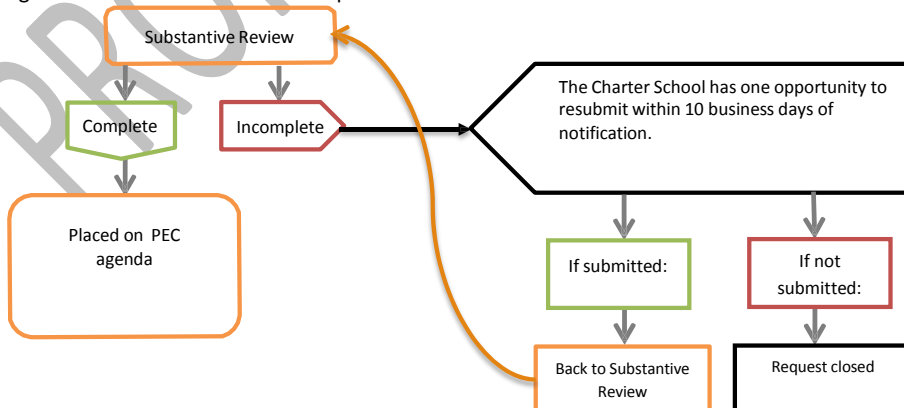 Substantive Review
Complete
Incomplete
The Charter School has one opportunity to
resubmit within 10 business days of
notification.
Placed on PEC
agenda
If submitted:
If not
submitted:
Back to Substantive
Review
Request closed